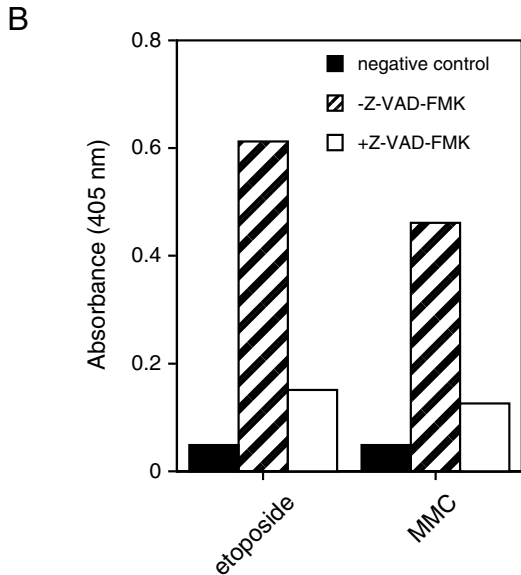 B
0.8
0.6
0.4
0.2
0
Absorbance (405 nm)
negative control
-Z-VAD-FMK
+Z-VAD-FMK
etoposide
MMC